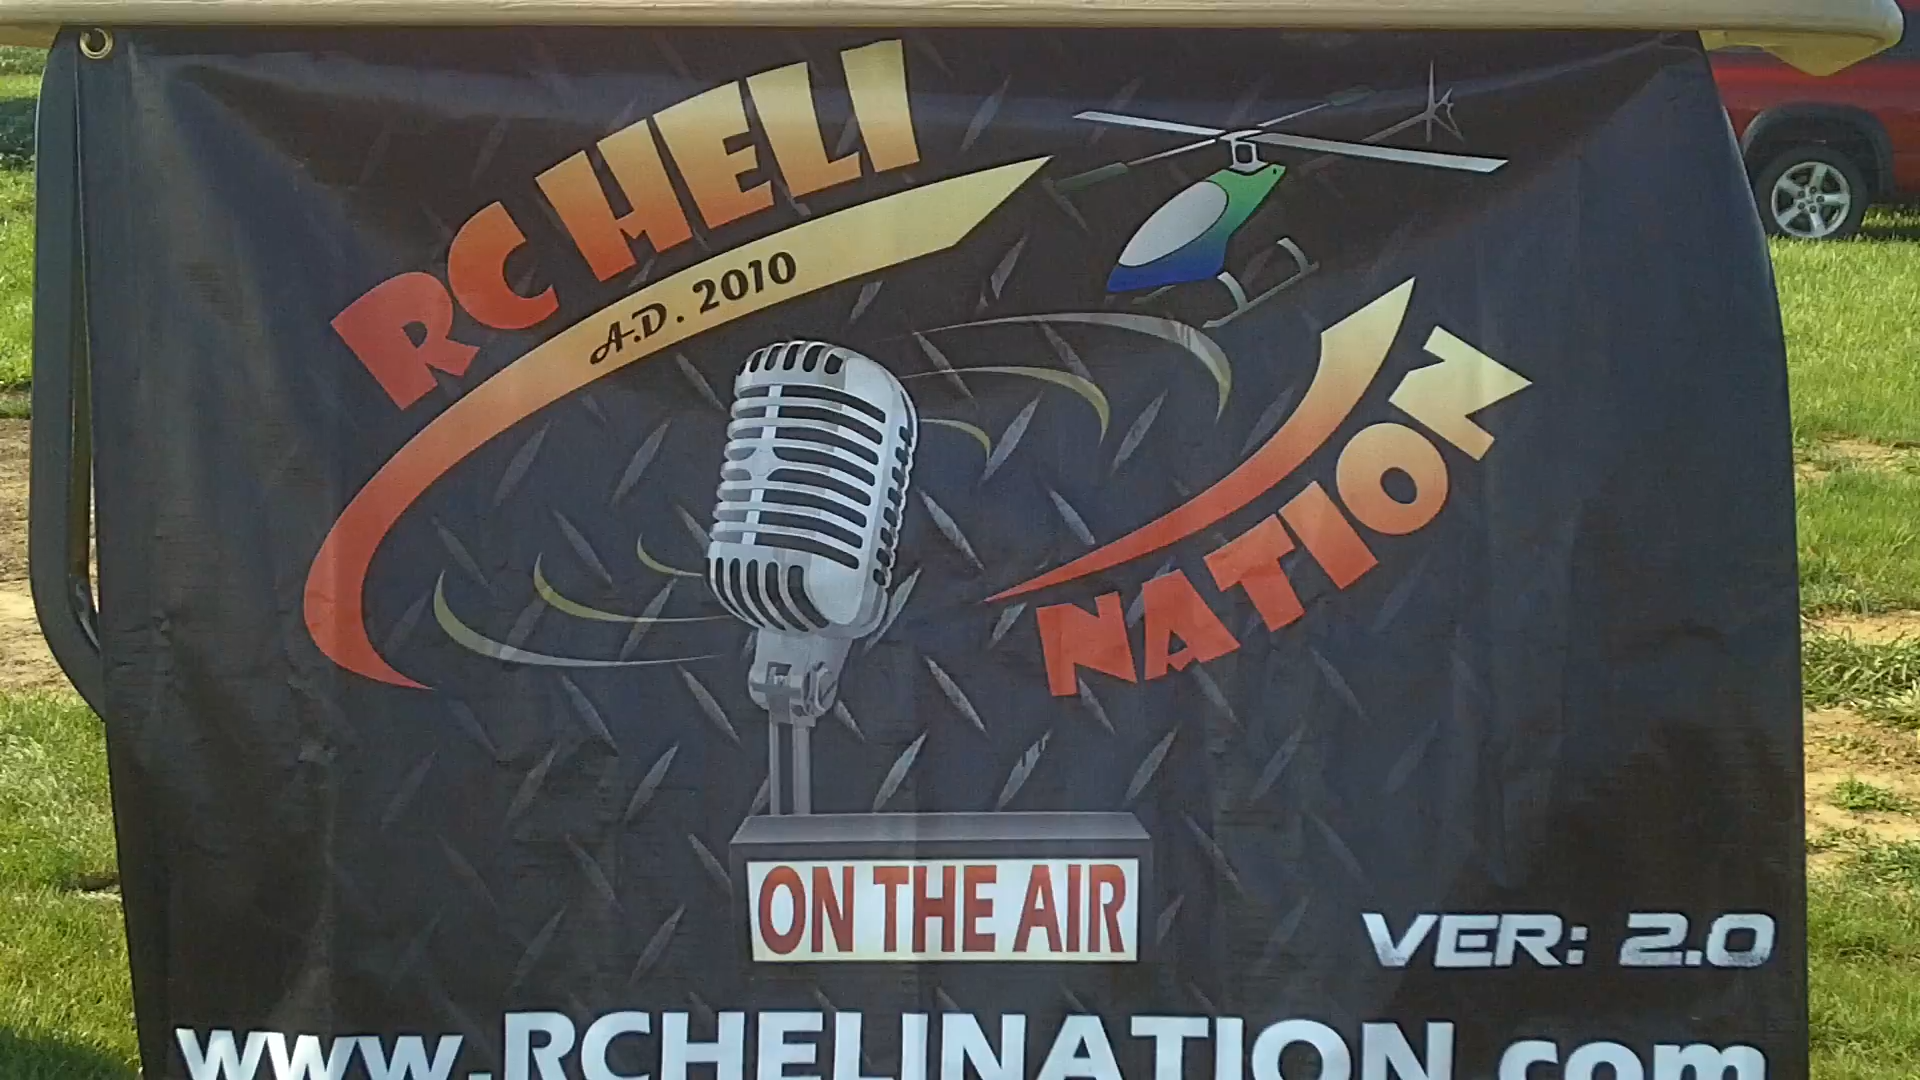 RC HELI
A.D. 2010
NATION
ON THE AIR
VER: 2.0
www.RCHELINATION.com